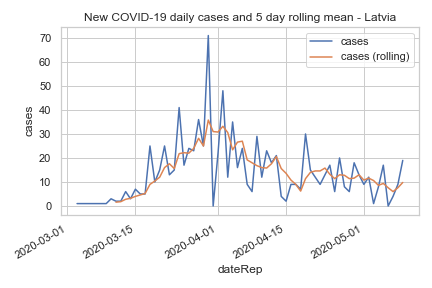 New COVID-19 daily cases and 5 day rolling mean - Latvia
cases
cases (rolling)
70
60
50
40
30
20
10
0
cases
2020-03-01
2020-03-15
2020-04-01
2020-04-15
2020-05-01
dateRep